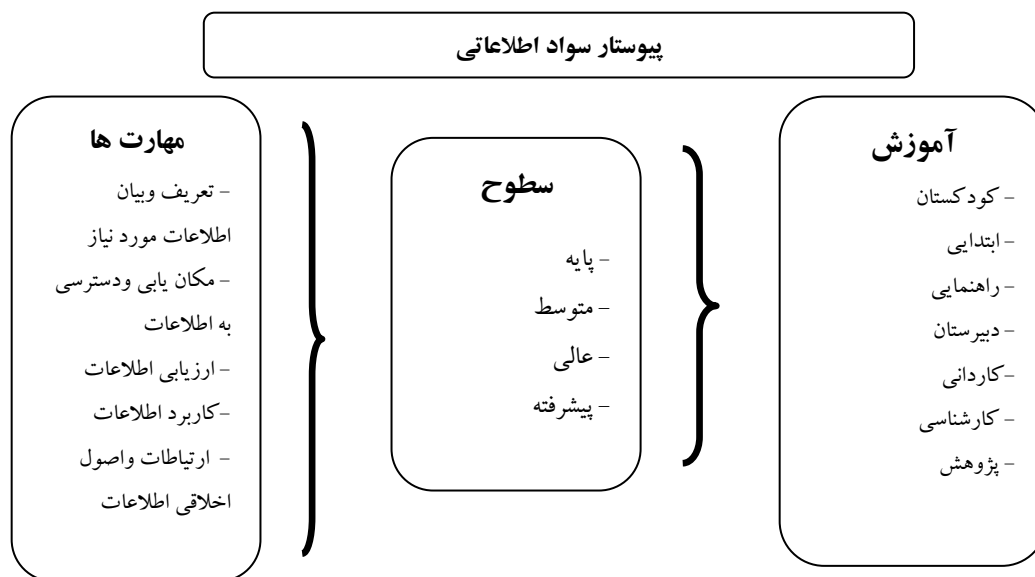 پیوستار سواد اطلاعاتی
آموزش
– کودکستان
– ابتدایی
– راهنمایی
– دبیرستان
–کاردانی
– کارشناسی
– پژوهش
سطوح
– پایه
– متوسط
– عالی
– پیشرفته
مهارت ها
– تعریف وبیان
اطلاعات مورد نیاز
– مکان یابی ودسترسی
به اطلاعات
– ارزیابی اطلاعات
–کاربرد اطلاعات
– ارتیاطات واصول
اخلاقی اطلاعات